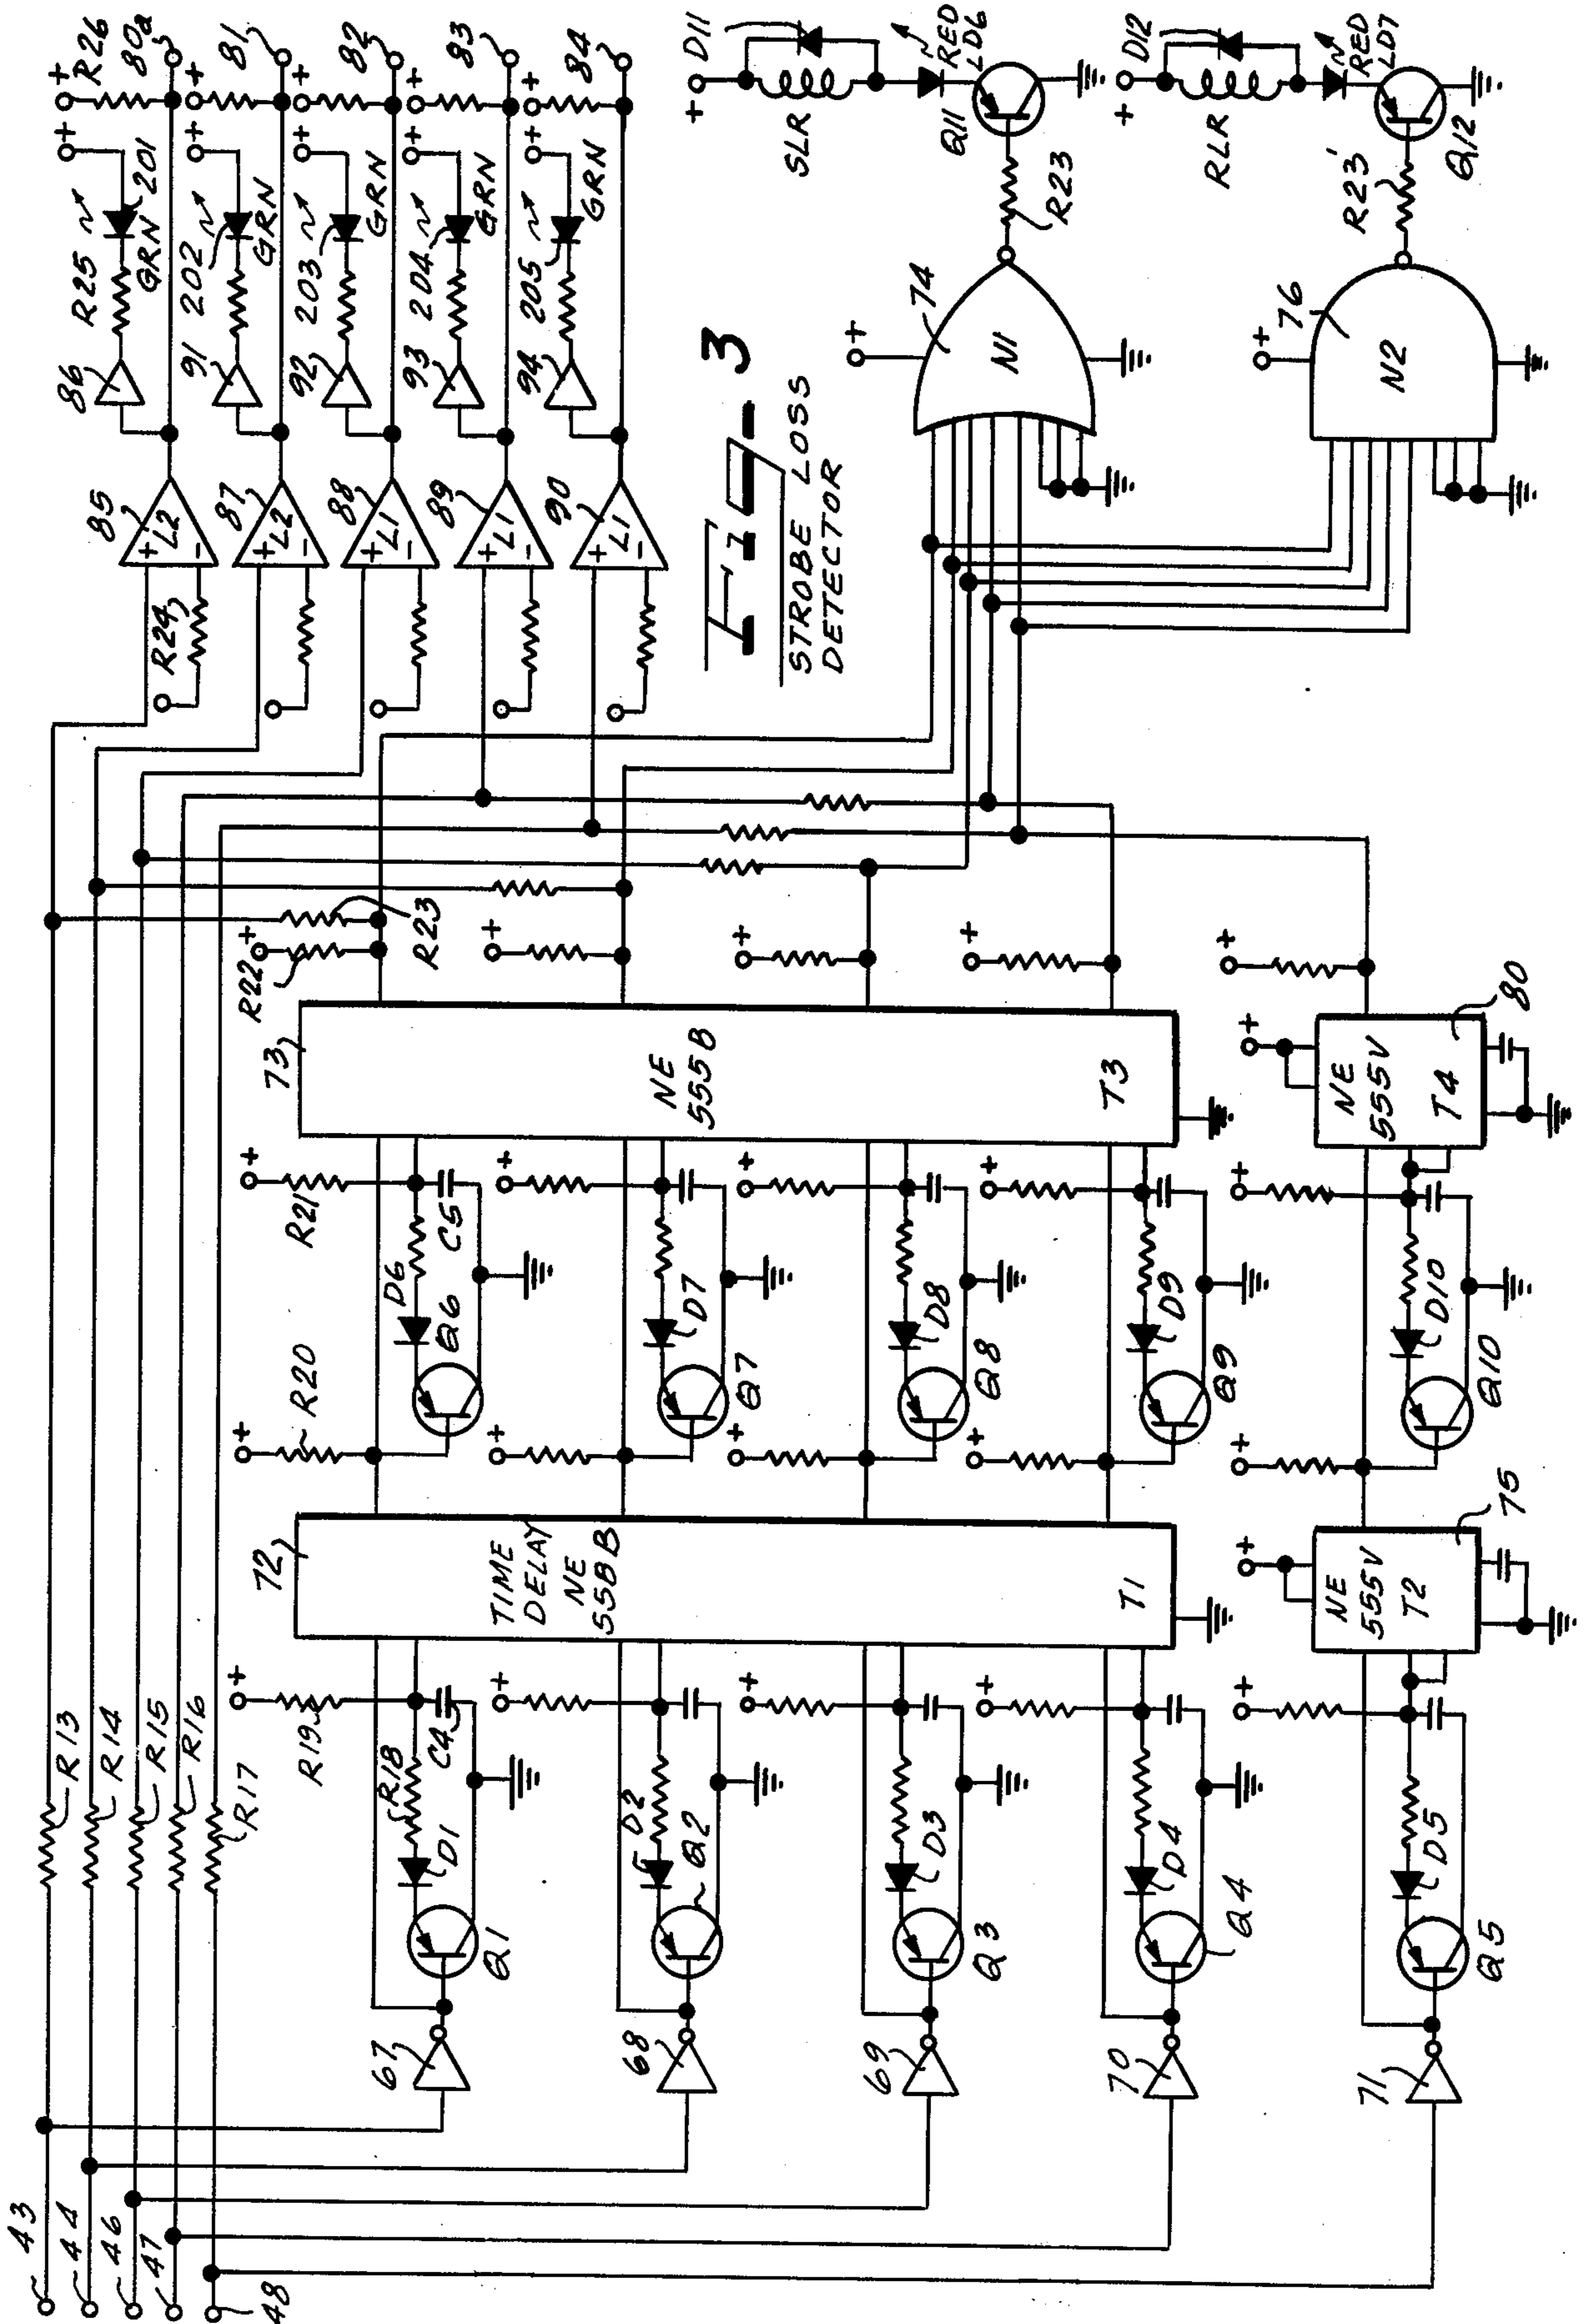 43
44
46
47
48
R13
R14
R15
R16
R17
67
68
69
70
71
Q1
Q2
Q3
Q4
Q5
D1
D2
D3
D4
D5
R18
R19
C4
+
+
+
+
+
72
TIME
DELAY
NE
558B
T1
+
NE
555V
T2
75
R20
+
+
+
+
+
Q6
Q7
Q8
Q9
Q10
D6
D7
D8
D9
D10
R21
C5
+
+
+
+
+
73
NE
555B
T3
+
NE
555V
T4
80
R22
R23
+
+
+
+
+
R24
85
+
L2
-
87
+
L2
-
88
+
L1
-
89
+
L1
-
90
+
L1
-
86
91
92
93
94
R25
201
GRN
202
GRN
203
GRN
204
GRN
205
GRN
+
+
+
+
+
+
+
+
+
+
R26
80a
81
82
83
84
Fig-3
STROBE LOSS
DETECTOR
+
74
N1
+
76
N2
R23
R23'
Q11
Q12
+
SLR
D11
RED
LD6
+
RLR
D12
RED
LD7